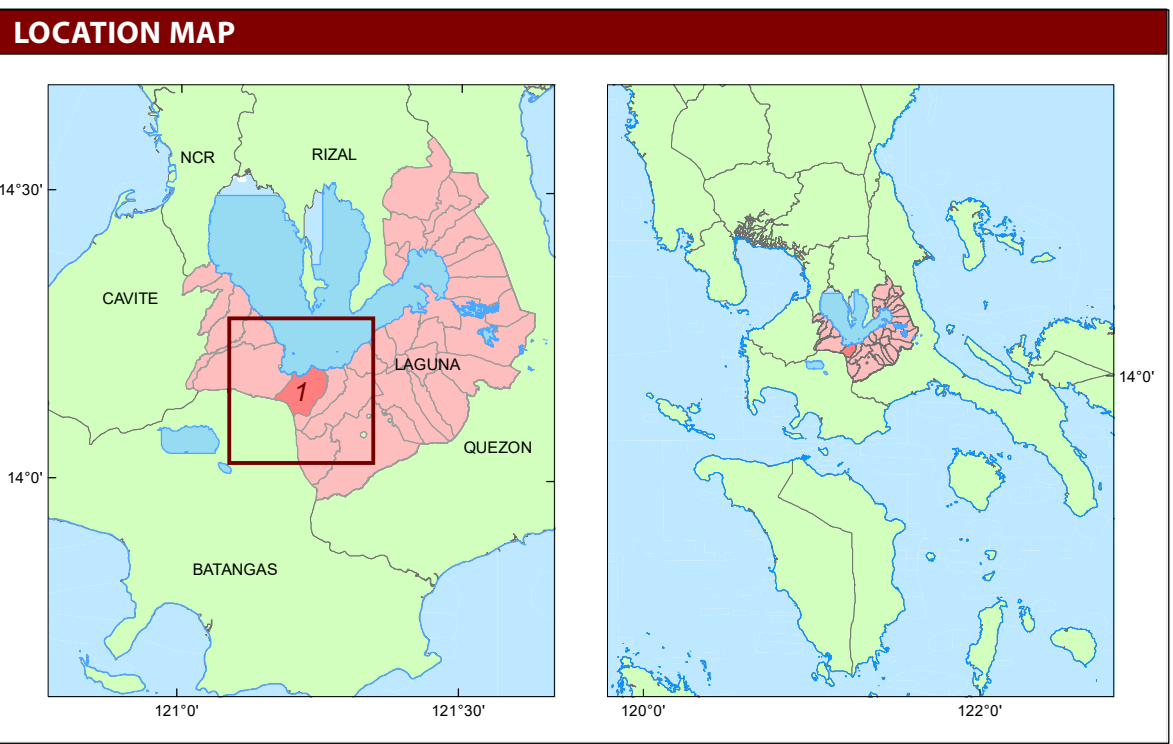 LOCATION MAP
NCR
RIZAL
14°30'
CAVITE
LAGUNA
1
QUEZON
14°0'
BATANGAS
121°0'
121°30'
14°0'
120°0'
122°0'